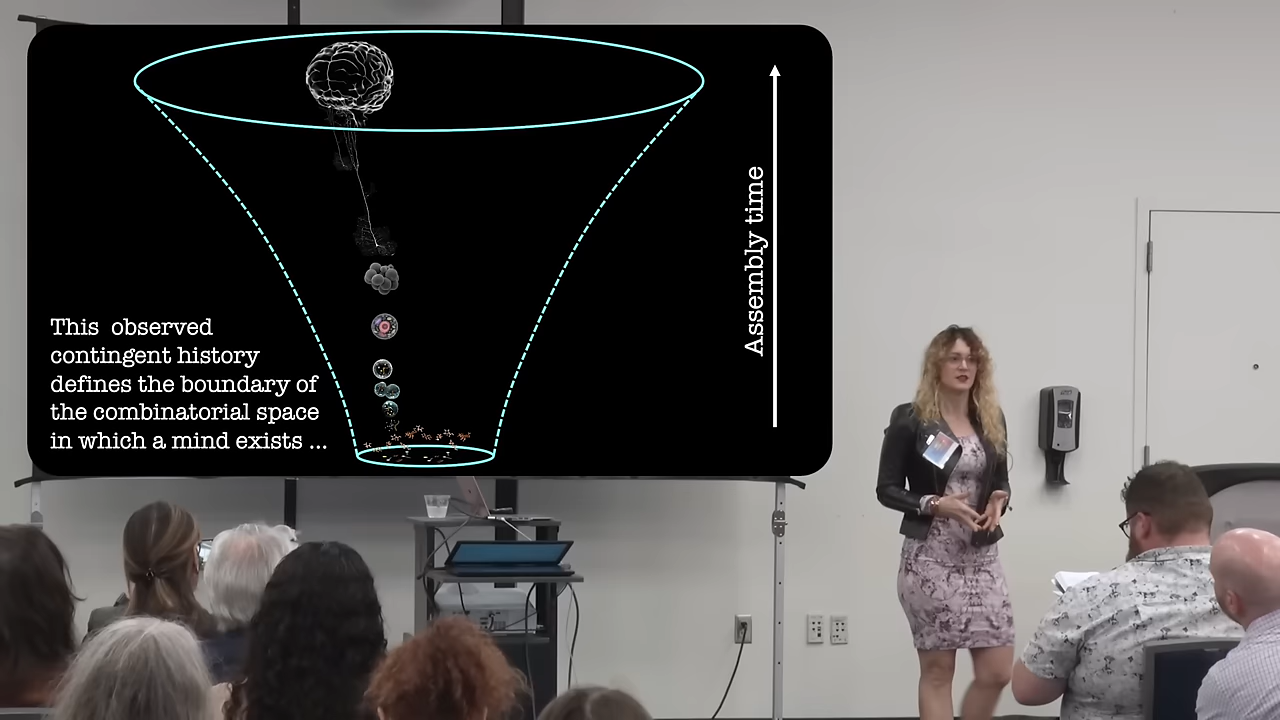 This observed
contingent history
defines the boundary of
the combinatorial space
in which a mind exists ...
Assembly time